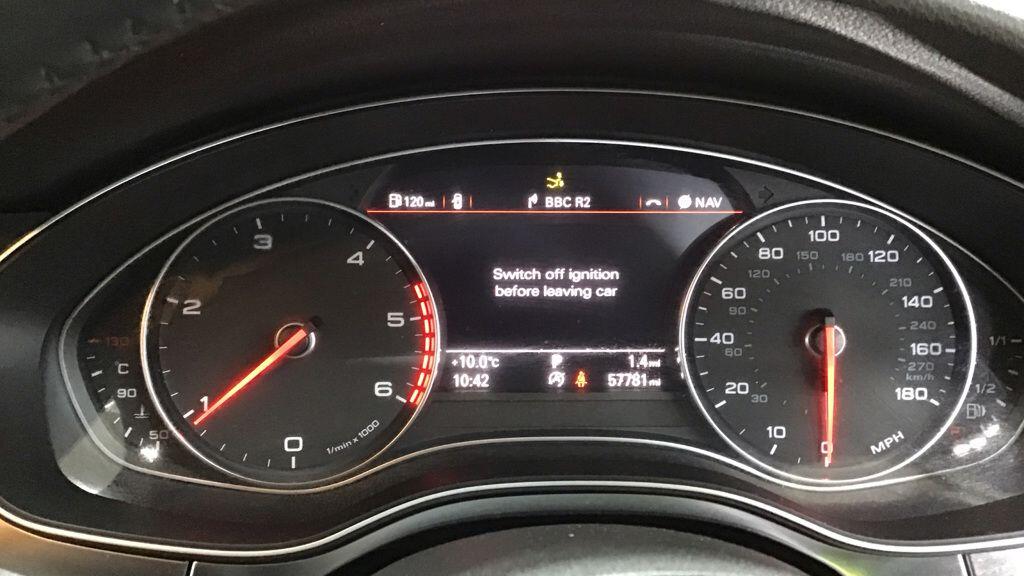 120 mi BBC R2 NAV
Switch off ignition
before leaving car
+10.0°C P 1.4 mi
10:42 57781 mi
0 1 2 3 4 5 6
1/min x 1000
130
°C
90
50
0 10 20 40 60 80 100 120 140 160 180
30 60 90 120 150 180 210 240 270
km/h
MPH
1/1
1/2